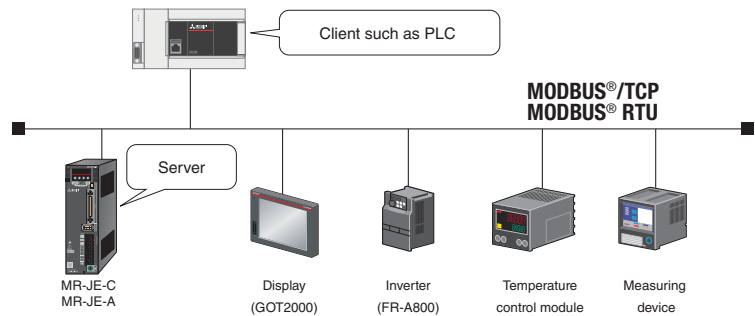 Client such as PLC
MODBUS®/TCP
MODBUS® RTU
Server
MR-JE-C
MR-JE-A
Display
(GOT2000)
Inverter
(FR-A800)
Temperature
control module
Measuring
device